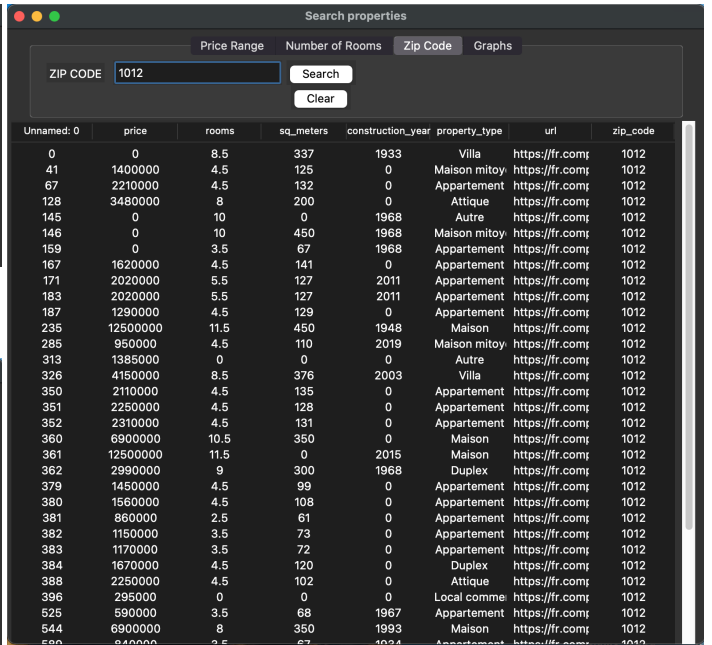 Search properties
Price Range Number of Rooms Zip Code Graphs
ZIP CODE 1012 Search
Clear
Unnamed: 0 price rooms sq_meters construction_year property_type url zip_code
0 0 8.5 337 1933 Villa https://fr.comp 1012
41 1400000 4.5 125 0 Maison mitoy https://fr.comp 1012
67 2210000 4.5 132 0 Appartement https://fr.comp 1012
128 3480000 8 200 0 Attique https://fr.comp 1012
145 0 10 0 1968 Autre https://fr.comp 1012
146 0 10 450 1968 Maison mitoy https://fr.comp 1012
159 0 3.5 67 1968 Appartement https://fr.comp 1012
167 1620000 4.5 141 0 Appartement https://fr.comp 1012
171 2020000 5.5 127 2011 Appartement https://fr.comp 1012
183 2020000 5.5 127 2011 Appartement https://fr.comp 1012
187 1290000 4.5 129 0 Appartement https://fr.comp 1012
235 12500000 11.5 450 1948 Maison https://fr.comp 1012
285 950000 4.5 110 2019 Maison mitoy https://fr.comp 1012
313 1385000 0 0 0 Autre https://fr.comp 1012
326 4150000 8.5 376 2003 Villa https://fr.comp 1012
350 2110000 4.5 135 0 Appartement https://fr.comp 1012
351 2250000 4.5 128 0 Appartement https://fr.comp 1012
352 2310000 4.5 131 0 Appartement https://fr.comp 1012
360 6900000 10.5 350 0 Maison https://fr.comp 1012
361 12500000 11.5 0 2015 Maison https://fr.comp 1012
362 2990000 9 300 1968 Duplex https://fr.comp 1012
379 1450000 4.5 99 0 Appartement https://fr.comp 1012
380 1560000 4.5 108 0 Appartement https://fr.comp 1012
381 860000 2.5 61 0 Appartement https://fr.comp 1012
382 1150000 3.5 73 0 Appartement https://fr.comp 1012
383 1170000 3.5 72 0 Appartement https://fr.comp 1012
384 1670000 4.5 120 0 Duplex https://fr.comp 1012
388 2250000 4.5 102 0 Attique https://fr.comp 1012
396 295000 0 0 0 Local comme https://fr.comp 1012
525 590000 3.5 68 1967 Appartement https://fr.comp 1012
544 6900000 8 350 1993 Maison https://fr.comp 1012